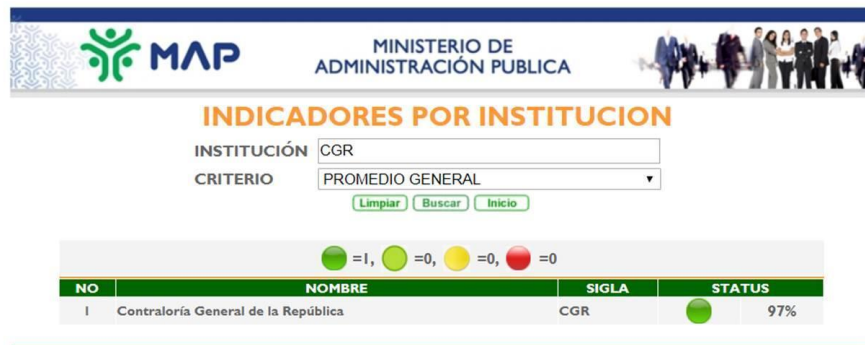 MAP
MINISTERIO DE
ADMINISTRACIÓN PUBLICA
INDICADORES POR INSTITUCION
INSTITUCIÓN CGR
CRITERIO PROMEDIO GENERAL
Limpiar Buscar Inicio
=1, =0, =0, =0
NO NOMBRE SIGLA STATUS
1 Contraloría General de la República CGR 97%